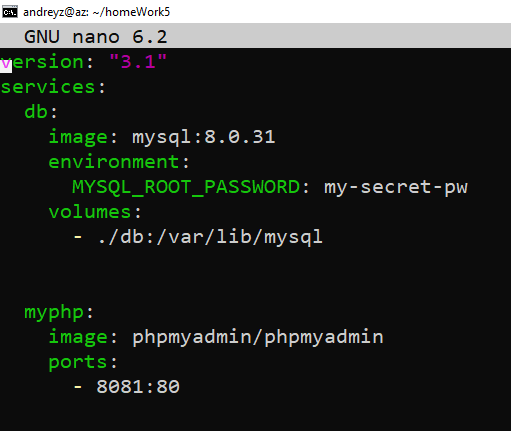 andreyz@az: ~/homeWork5
GNU nano 6.2
version: "3.1"
services:
  db:
    image: mysql:8.0.31
    environment:
      MYSQL_ROOT_PASSWORD: my-secret-pw
    volumes:
      - ./db:/var/lib/mysql
  myphp:
    image: phpmyadmin/phpmyadmin
    ports:
      - 8081:80